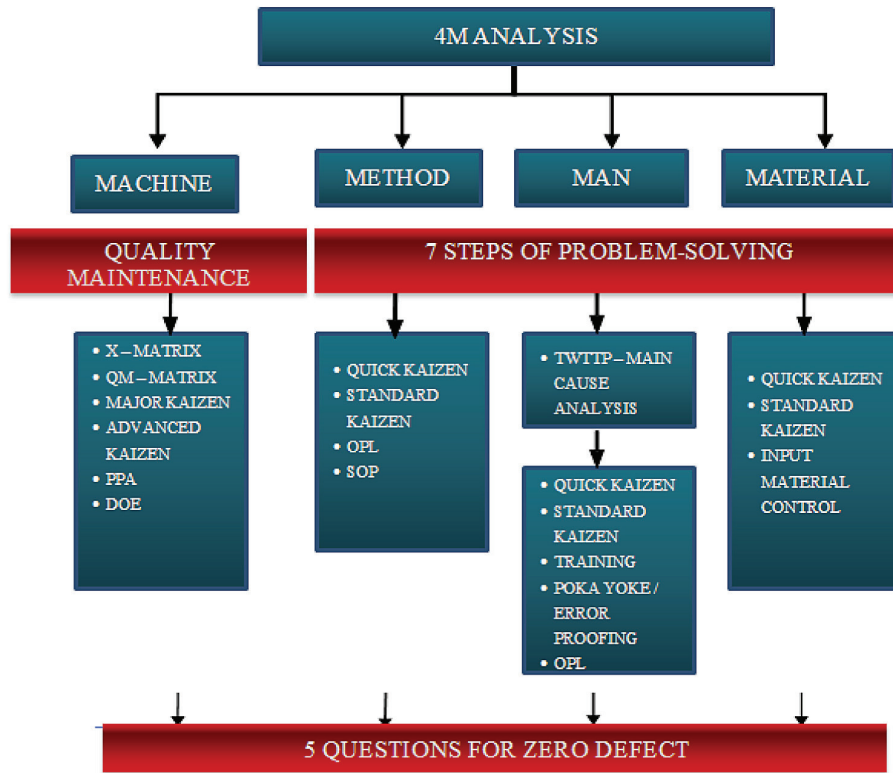 4M ANALYSIS
MACHINE
METHOD
MAN
MATERIAL
QUALITY
MAINTENANCE
7 STEPS OF PROBLEM-SOLVING
• X – MATRIX
• QM – MATRIX
• MAJOR KAIZEN
• ADVANCED
KAIZEN
• PPA
• DOE
• QUICK KAIZEN
• STANDARD
KAIZEN
• OPL
• SOP
• TWTTP – MAIN
CAUSE
ANALYSIS
• QUICK KAIZEN
• STANDARD
KAIZEN
• TRAINING
• POKA YOKE /
ERROR
PROOFING
• OPL
• QUICK KAIZEN
• STANDARD
KAIZEN
• INPUT
MATERIAL
CONTROL
5 QUESTIONS FOR ZERO DEFECT